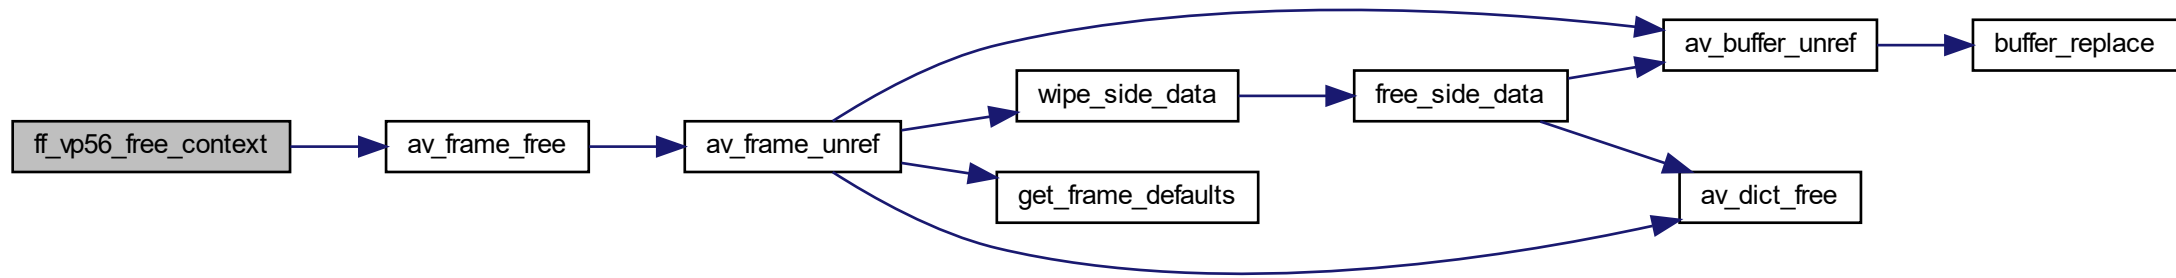 ff_vp56_free_context
av_frame_free
av_frame_unref
wipe_side_data
get_frame_defaults
free_side_data
av_buffer_unref
av_dict_free
buffer_replace